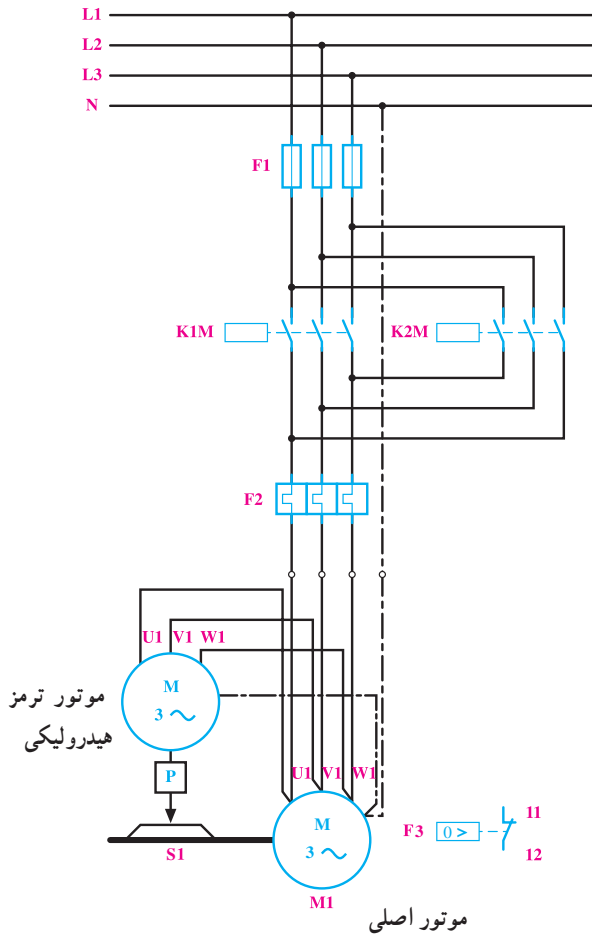 L1
L2
L3
N
F1
K1M
K2M
F2
U1 V1 W1
M
3
موتور ترمز
هیدرولیکی
P
S1
U1 V1 W1
M
3
M1
F3
0 >
11
12
موتور اصلی